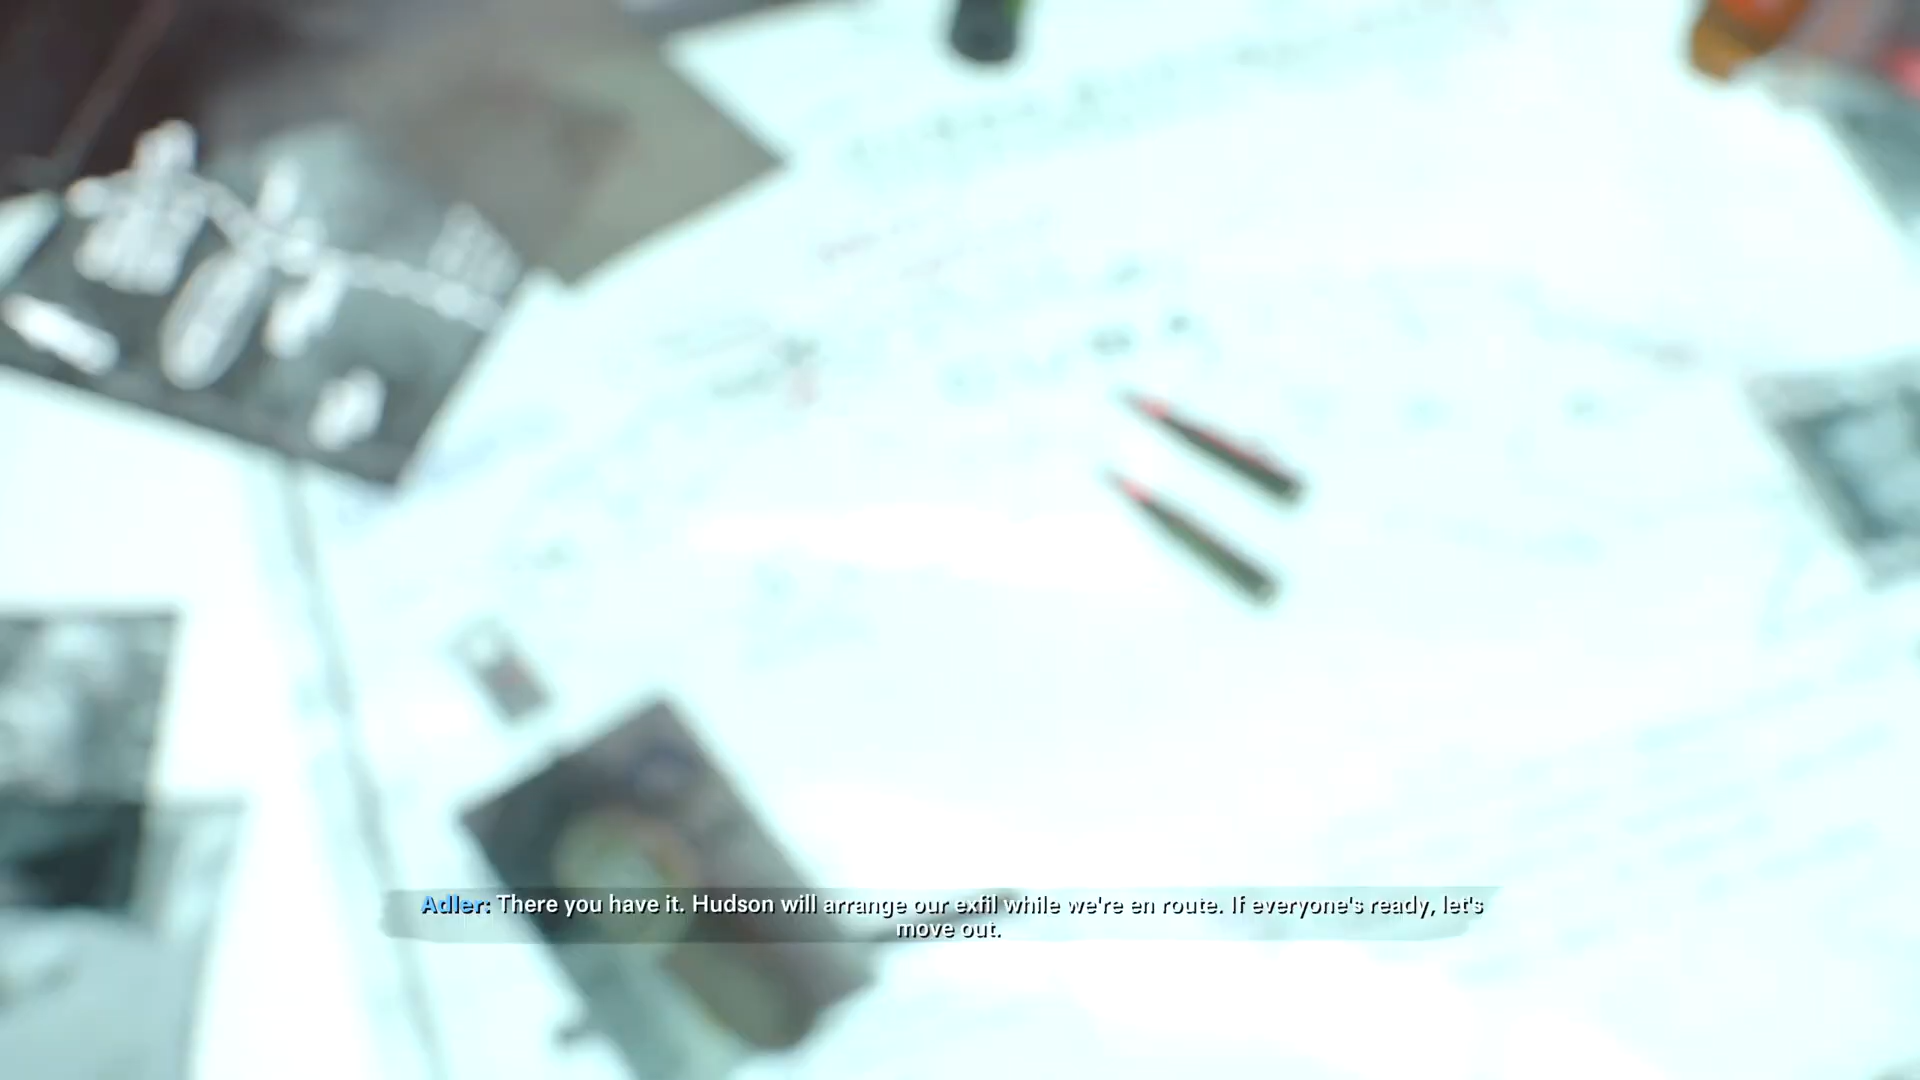 Adler: There you have it. Hudson will arrange our exfil while we're en route. If everyone's ready, let's
move out.